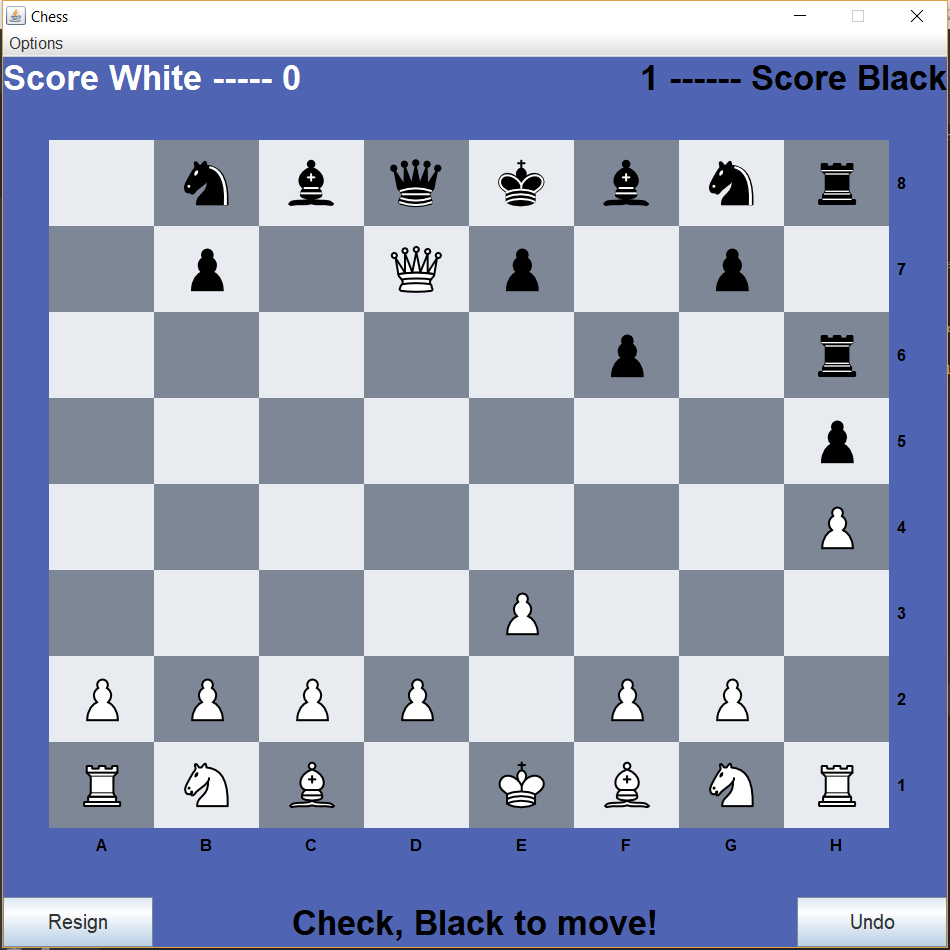 Chess
Options
Score White ----- 0
1 ------ Score Black
8
7
6
5
4
3
2
1
A B C D E F G H
Resign
Check, Black to move!
Undo